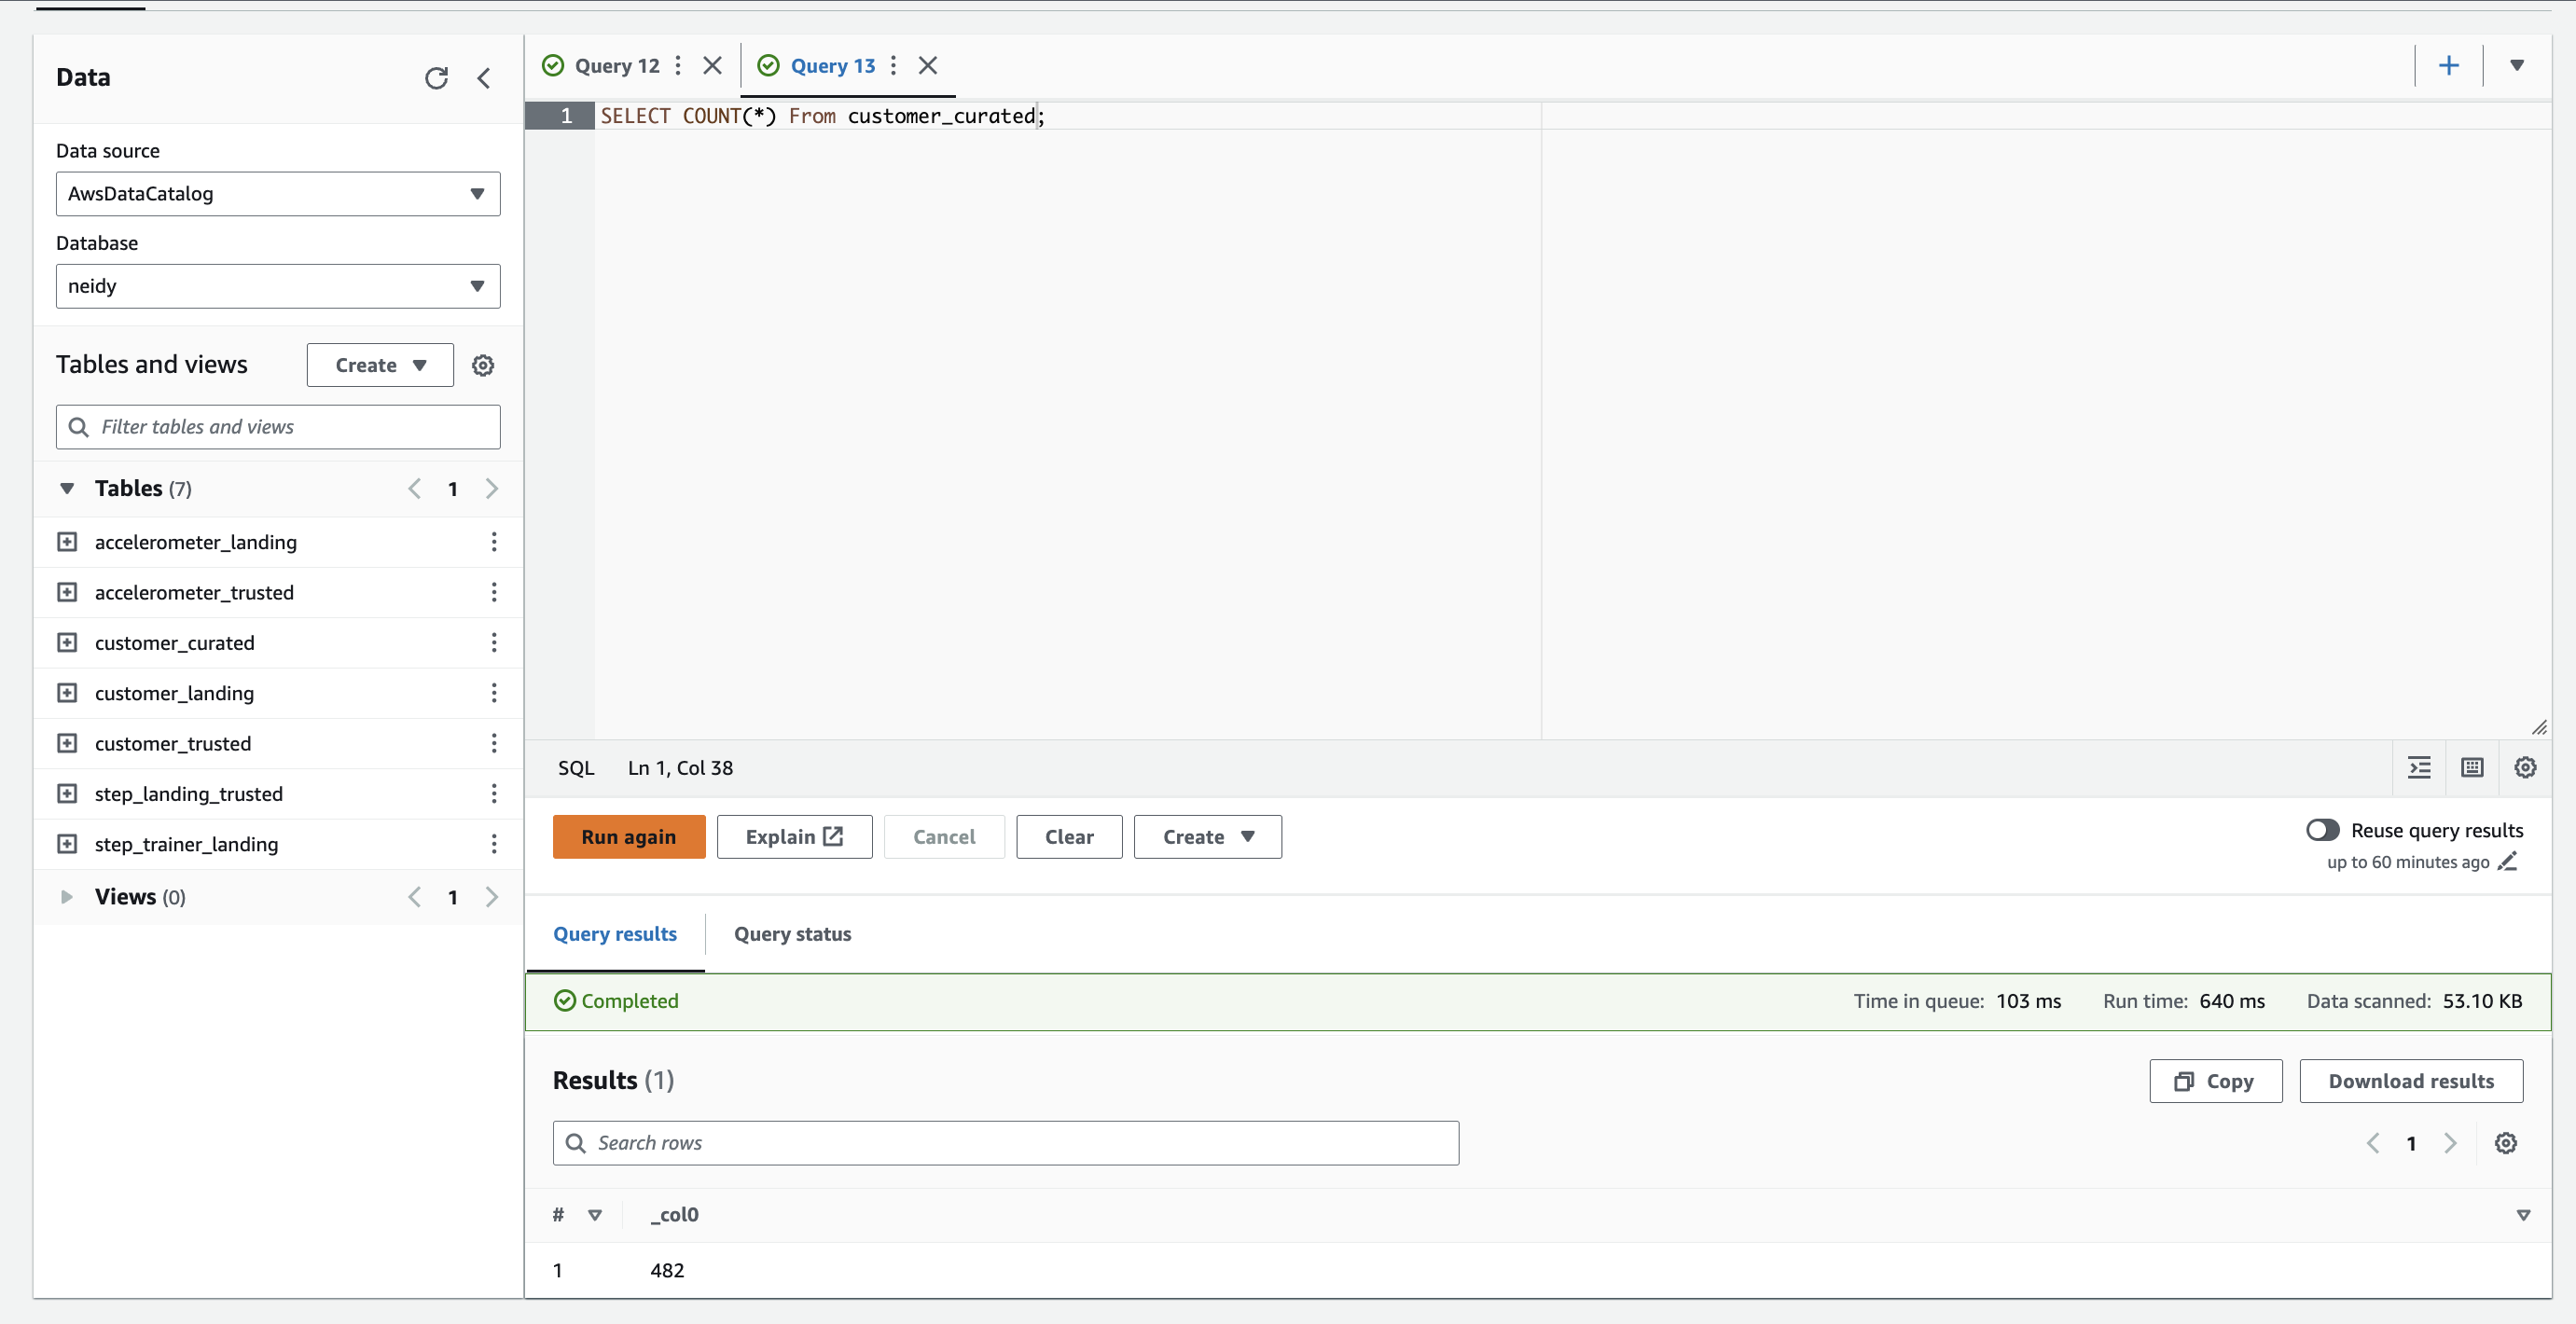 Data
Data source
AwsDataCatalog
Database
neidy
Tables and views
Create
Filter tables and views
Tables (7)
1
accelerometer_landing
accelerometer_trusted
customer_curated
customer_landing
customer_trusted
step_landing_trusted
step_trainer_landing
Views (0)
1
Query 12
Query 13
1 SELECT COUNT(*) From customer_curated;
SQL Ln 1, Col 38
Run again
Explain
Cancel
Clear
Create
Reuse query results
up to 60 minutes ago
Query results
Query status
Completed
Time in queue: 103 ms
Run time: 640 ms
Data scanned: 53.10 KB
Results (1)
Copy
Download results
Search rows
1
# _col0
1 482